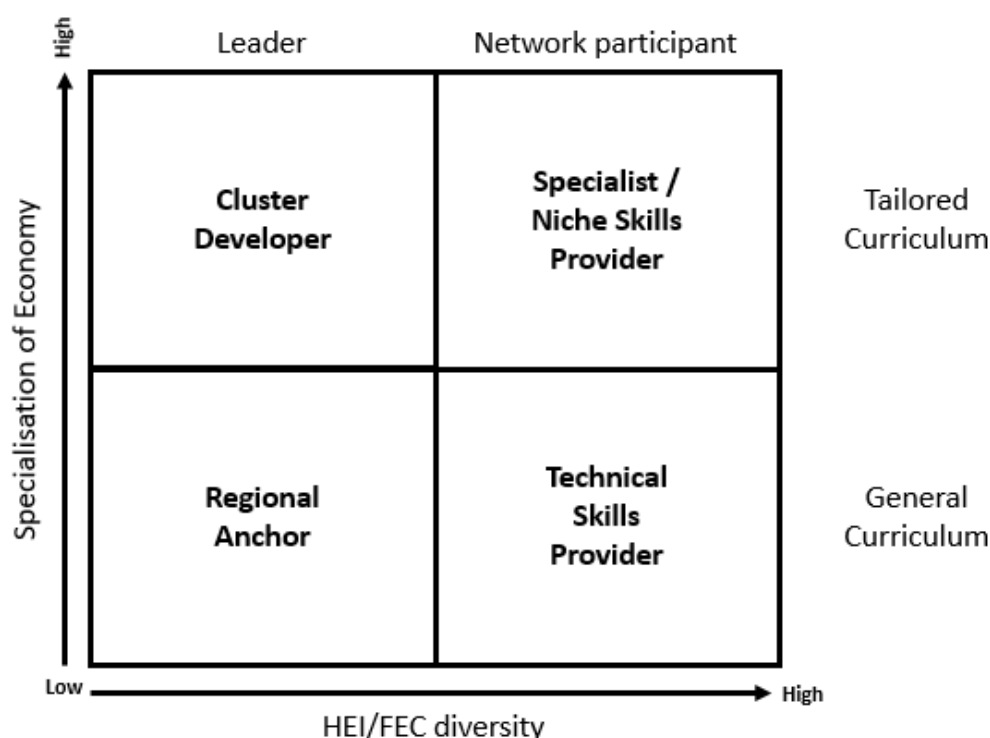 High
Leader
Network participant
Specialisation of Economy
Cluster
Developer
Specialist /
Niche Skills
Provider
Tailored
Curriculum
Regional
Anchor
Technical
Skills
Provider
General
Curriculum
Low
High
HEI/FEC diversity